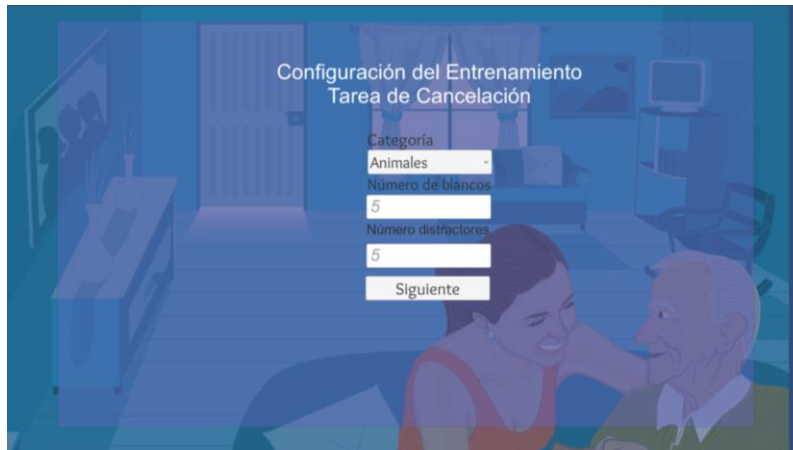 Configuración del Entrenamiento
Tarea de Cancelación
Categoría
Animales
Número de blancos
5
Número distractores
5
Siguiente